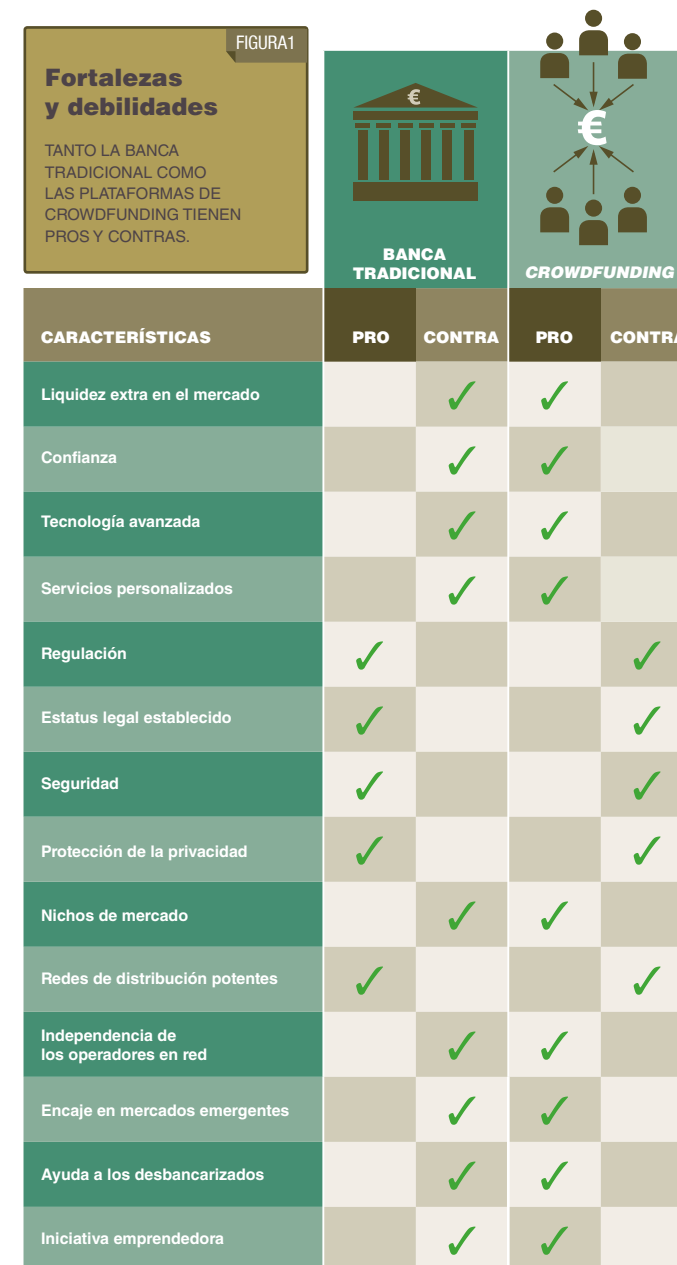 FIGURA1
Fortalezas
y debilidades
TANTO LA BANCA
TRADICIONAL COMO
LAS PLATAFORMAS DE
CROWDFUNDING TIENEN
PROS Y CONTRAS.
€
€
BANCA
TRADICIONAL
CROWDFUNDING
CARACTERÍSTICAS PRO CONTRA PRO CONTRA
Liquidez extra en el mercado ✓ ✓
Confianza ✓ ✓
Tecnología avanzada ✓ ✓
Servicios personalizados ✓ ✓
Regulación ✓ ✓
Estatus legal establecido ✓ ✓
Seguridad ✓ ✓
Protección de la privacidad ✓ ✓
Nichos de mercado ✓ ✓
Redes de distribución potentes ✓ ✓
Independencia de
los operadores en red ✓ ✓
Encaje en mercados emergentes ✓ ✓
Ayuda a los desbancarizados ✓ ✓
Iniciativa emprendedora ✓ ✓